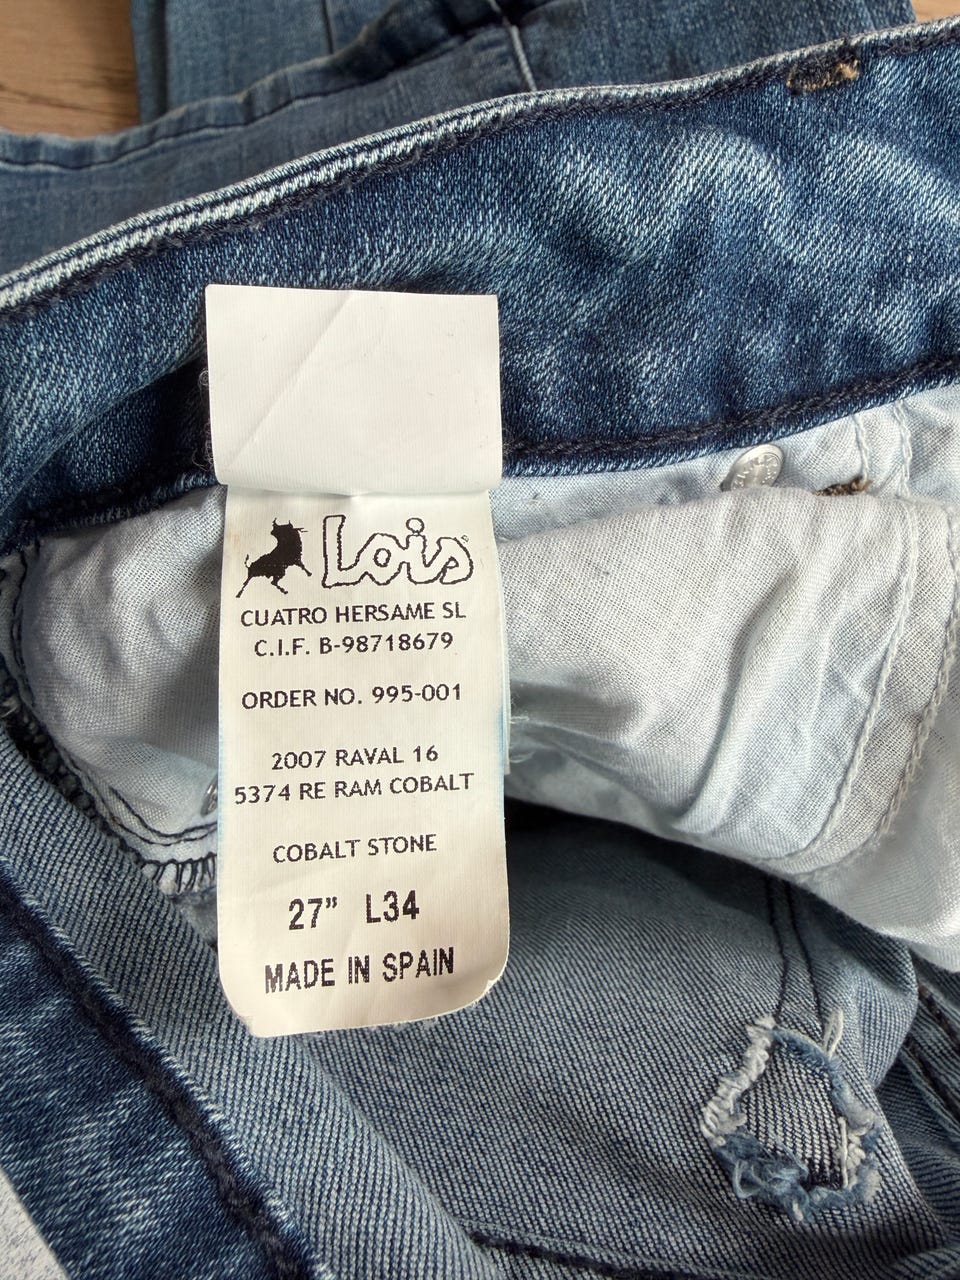 Lois
CUATRO HERSAME SL
C.I.F. B-98718679
ORDER NO. 995-001
2007 RAVAL 16
5374 RE RAM COBALT
COBALT STONE
27” L34
MADE IN SPAIN